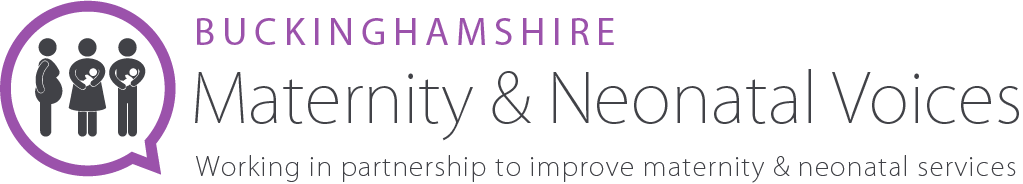 BUCKINGHAMSHIRE
Maternity & Neonatal Voices
Working in partnership to improve maternity & neonatal services